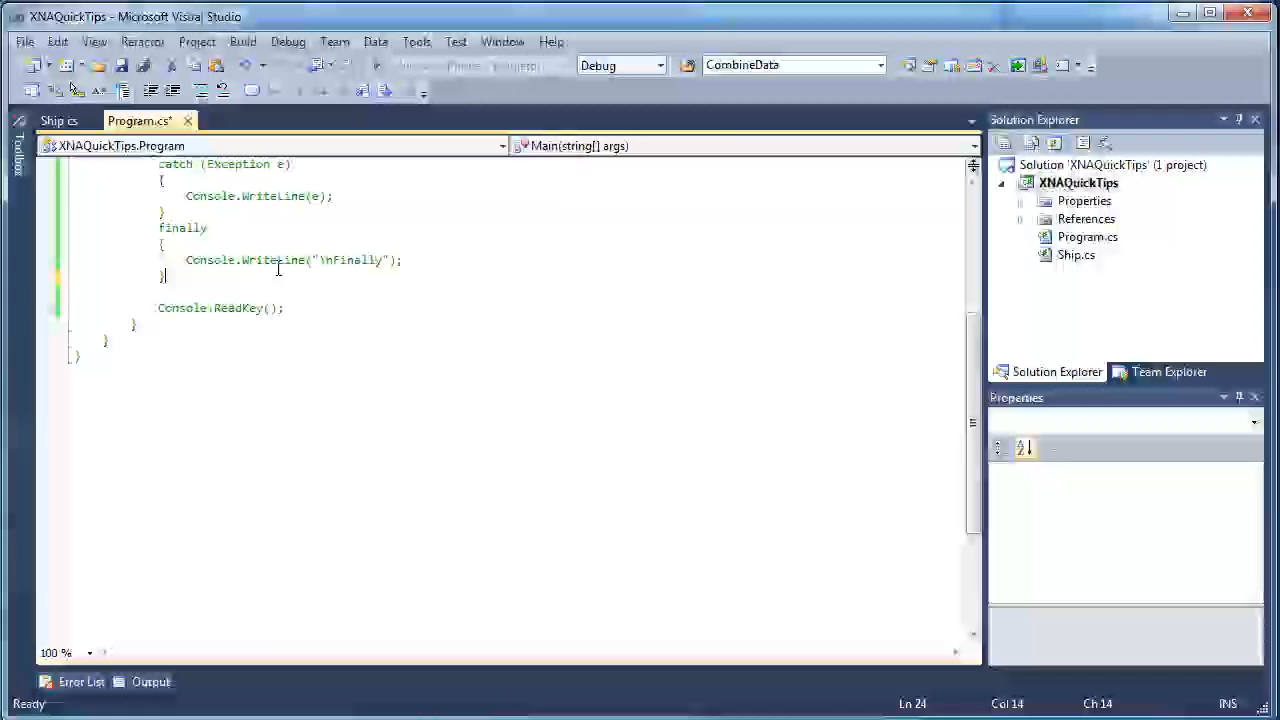 XNAQuickTips - Microsoft Visual Studio
File Edit View Refactor Project Build Debug Team Data Tools Test Window Help
Debug CombineData
Ship.cs Program.cs* Solution Explorer
Toolbox
XNAQuickTips.Program Main(string[] args)
catch (Exception e)
{
Console.WriteLine(e);
}
finally
{
Console.WriteLine("\nFinally");
}
Console.ReadKey();
}
}
}
Solution 'XNAQuickTips' (1 project)
XNAQuickTips
Properties
References
Program.cs
Ship.cs
Solution Explorer Team Explorer
Properties
100 %
Error List Output
Ready Ln 24 Col 14 Ch 14 INS